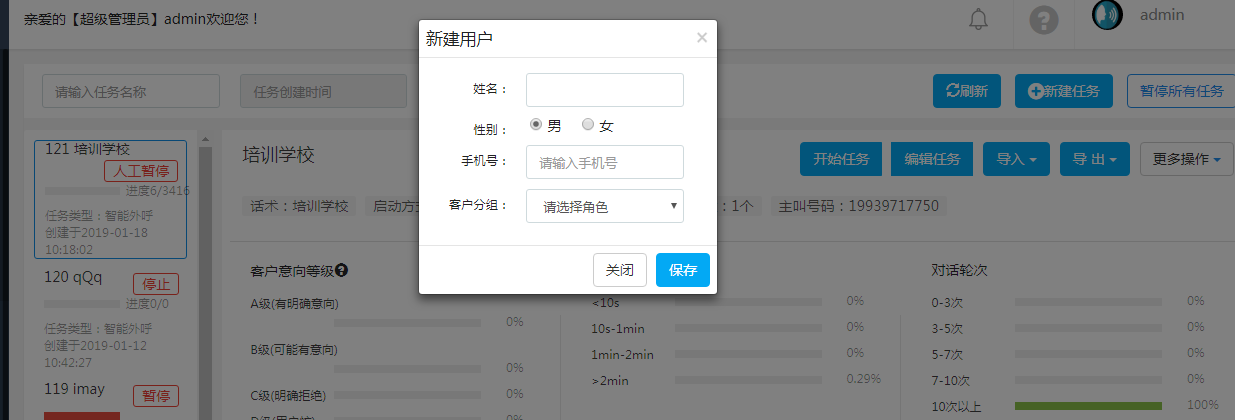 亲爱的【超级管理员】admin欢迎您！
admin
新建用户
×
姓名：
性别：
男
女
手机号：
请输入手机号
客户分组：
请选择角色
关闭
保存
请输入任务名称
任务创建时间
刷新
新建任务
暂停所有任务
121 培训学校
人工暂停
进度6/3416
任务类型：智能外呼
创建于2019-01-18
10:18:02
120 qQq
停止
进度0/0
任务类型：智能外呼
创建于2019-01-12
10:42:27
119 imay
暂停
培训学校
开始任务
编辑任务
导入
导 出
更多操作
话术：培训学校
启动方
：1个
主叫号码：19939717750
客户意向等级
A级(有明确意向)
0%
B级(可能有意向)
0%
C级(明确拒绝)
0%
0%
<10s
0%
10s-1min
0%
1min-2min
0%
>2min
0.29%
对话轮次
0-3次
0%
3-5次
0%
5-7次
0%
7-10次
0%
10次以上
100%